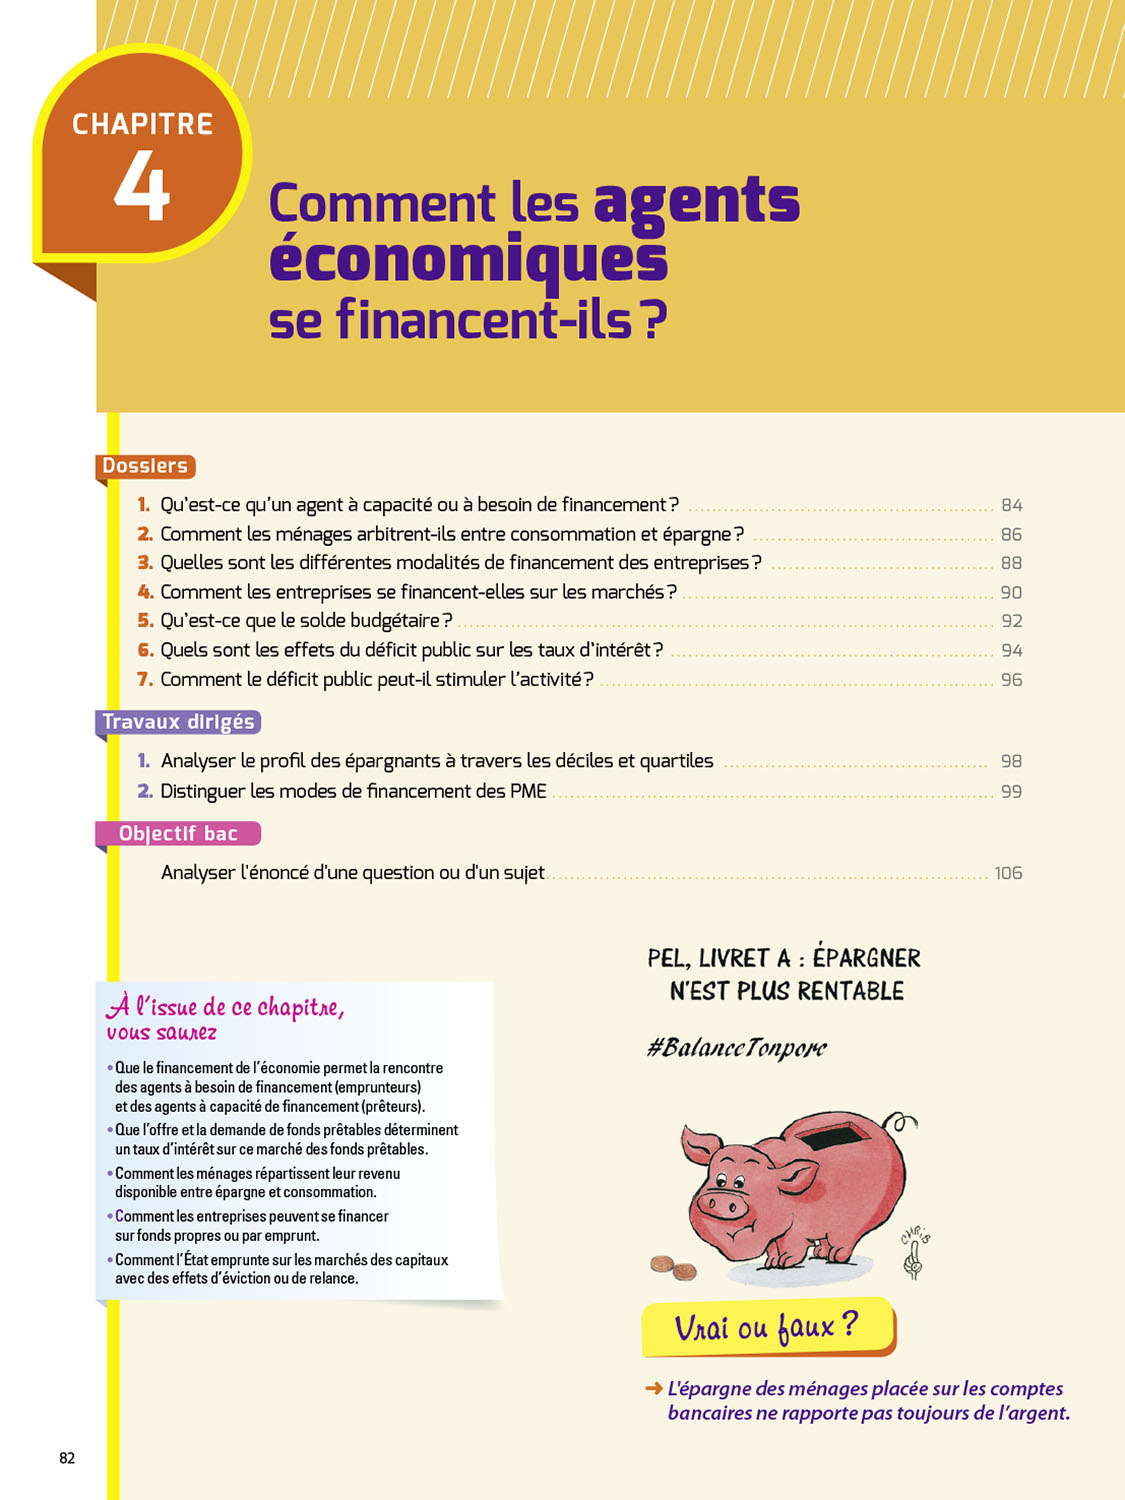 CHAPITRE
4
Comment les agents
économiques
se financent-ils ?
Dossiers
1. Qu'est-ce qu'un agent à capacité ou à besoin de financement ? 84
2. Comment les ménages arbitrent-ils entre consommation et épargne ? 86
3. Quelles sont les différentes modalités de financement des entreprises ? 88
4. Comment les entreprises se financent-elles sur les marchés ? 90
5. Qu'est-ce que le solde budgétaire ? 92
6. Quels sont les effets du déficit public sur les taux d'intérêt ? 94
7. Comment le déficit public peut-il stimuler l'activité ? 96
Travaux dirigés
1. Analyser le profil des épargnants à travers les déciles et quartiles 98
2. Distinguer les modes de financement des PME 99
Objectif bac
Analyser l'énoncé d'une question ou d'un sujet 106
À l'issue de ce chapitre,
vous saurez
• Que le financement de l'économie permet la rencontre
des agents à besoin de financement (emprunteurs)
et des agents à capacité de financement (prêteurs).
• Que l'offre et la demande de fonds prêtables déterminent
un taux d'intérêt sur ce marché des fonds prêtables.
• Comment les ménages répartissent leur revenu
disponible entre épargne et consommation.
• Comment les entreprises peuvent se financer
sur fonds propres ou par emprunt.
• Comment l'État emprunte sur les marchés des capitaux
avec des effets d'éviction ou de relance.
PEL, LIVRET A : ÉPARGNER
N'EST PLUS RENTABLE
#BalanceTonporc
CHRIB
Vrai ou faux ?
➜ L'épargne des ménages placée sur les comptes
bancaires ne rapporte pas toujours de l'argent.
82